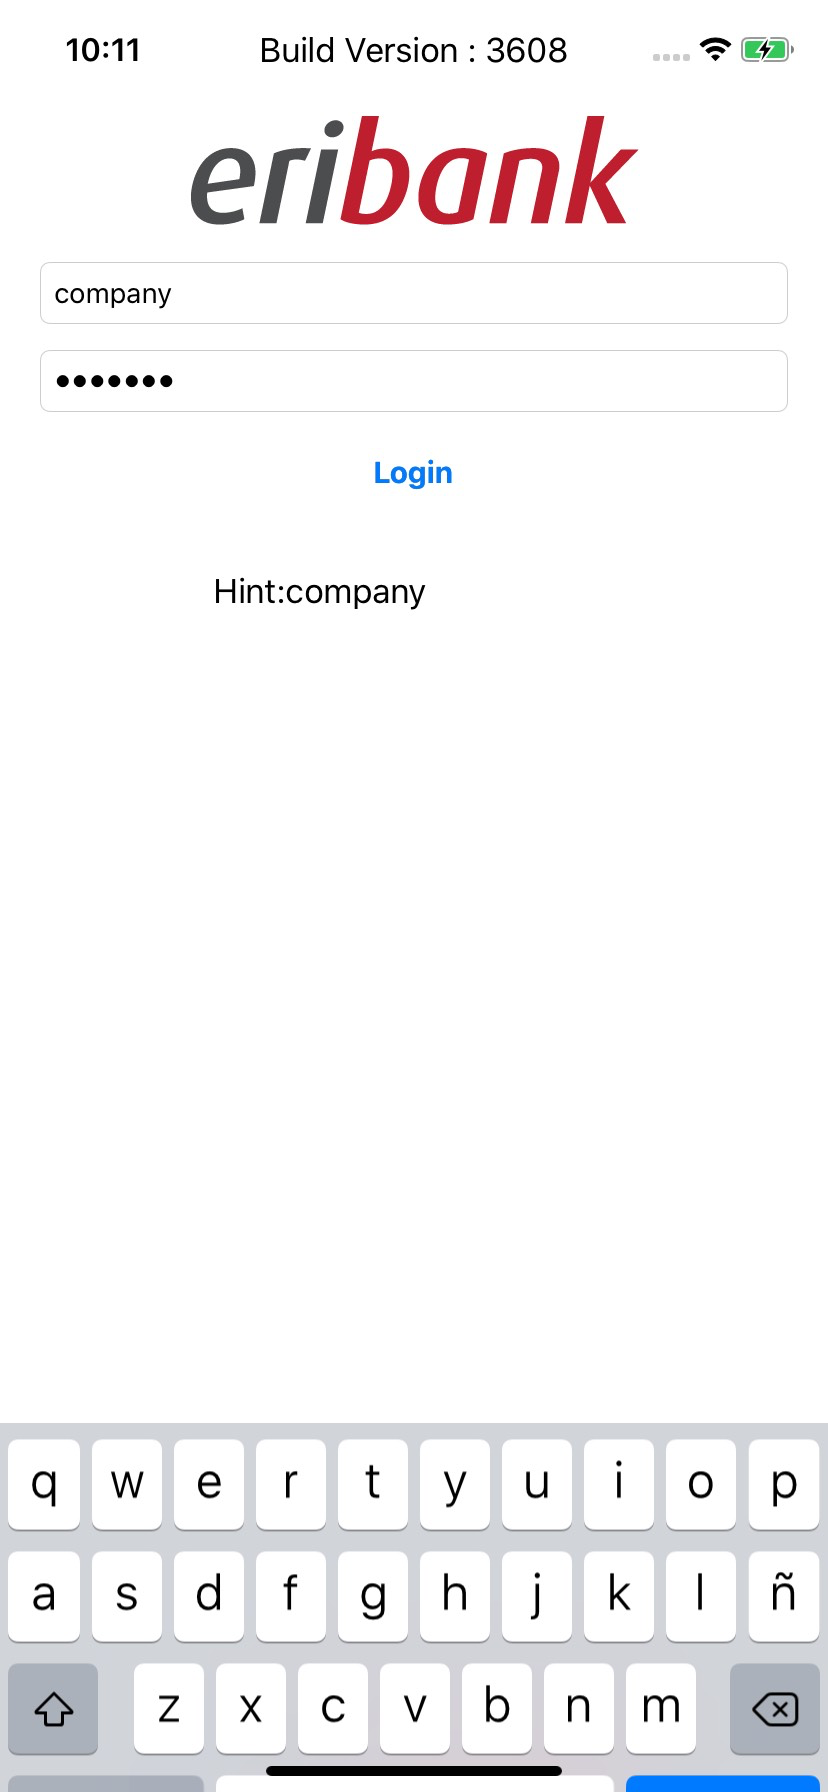 10:11
Build Version : 3608
eribank
company
•••••••
Login
Hint:company
q w e r t y u i o p
a s d f g h j k l ñ
z x c v b n m